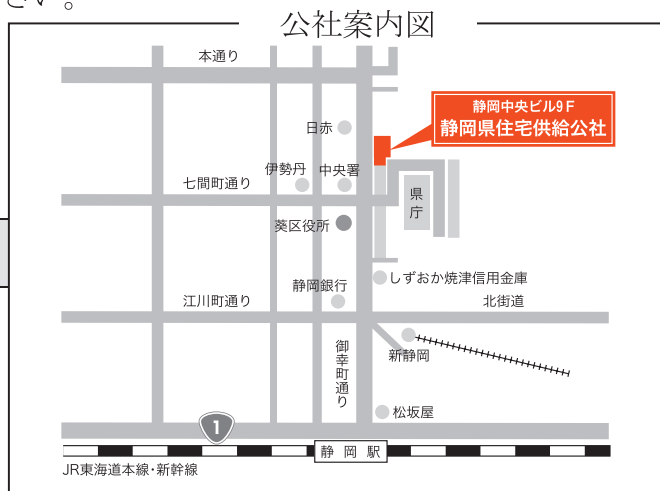 さい。
公社案内図
本通り
静岡中央ビル9F
静岡県住宅供給公社
日赤
伊勢丹
中央署
七間町通り
県庁
葵区役所
しずおか焼津信用金庫
静岡銀行
江川町通り
北街道
御幸町通り
新静岡
松坂屋
1
静岡駅
JR東海道本線・新幹線